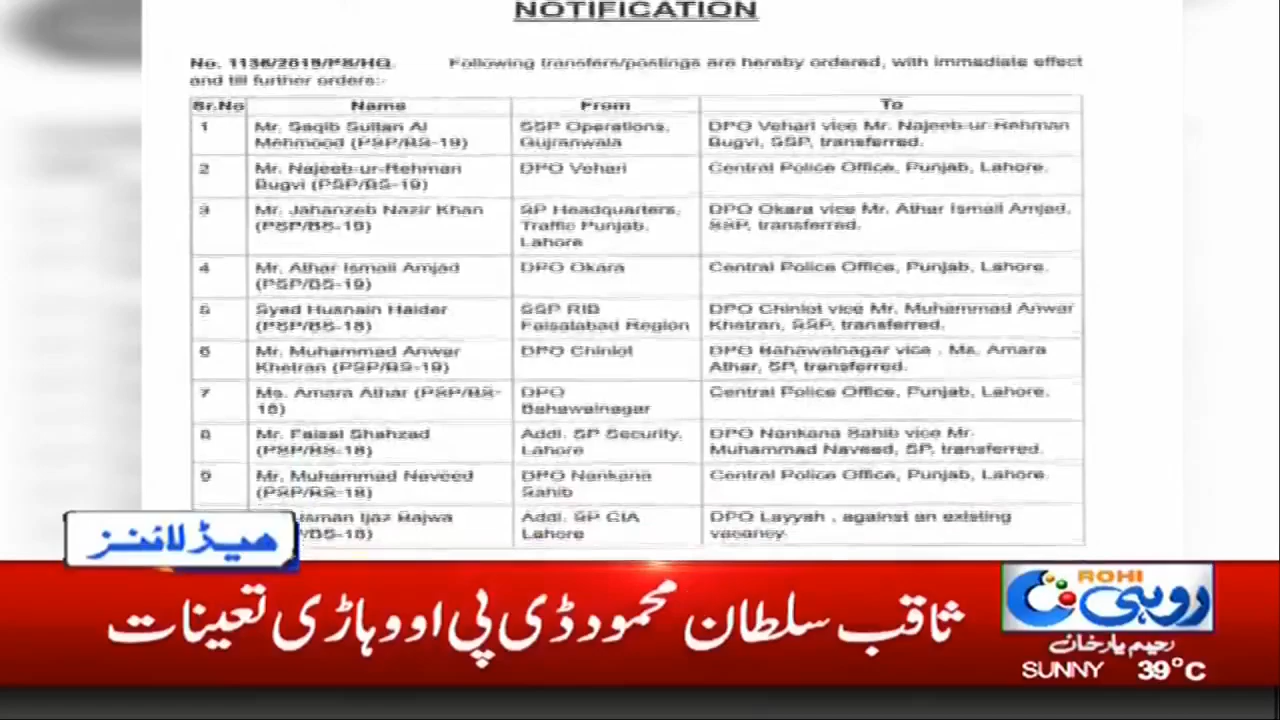 NOTIFICATION
No. 1136/2019/PS/HQ. Following transfers/postings are hereby ordered, with immediate effect
and till further orders:-
Sr.No Name From To
1 Mr. Saqib Sultan Al SSP Operations, DPO Vehari vice Mr. Najeeb-ur-Rehman
Mehmood (PSP/BS-19) Gujranwala Bugvi, SSP, transferred.
2 Mr. Najeeb-ur-Rehman DPO Vehari Central Police Office, Punjab, Lahore.
Bugvi (PSP/BS-19)
3 Mr. Jahanzeb Nazir Khan SP Headquarters, DPO Okara vice Mr. Athar Ismail Amjad,
(PSP/BS-19) Traffic Punjab, SSP, transferred.
Lahore
4 Mr. Athar Ismail Amjad DPO Okara Central Police Office, Punjab, Lahore.
(PSP/BS-19)
5 Syed Husnain Haider SSP RIB DPO Chiniot vice Mr. Muhammad Anwar
(PSP/BS-18) Faisalabad Region Khetran, SSP, transferred.
6 Mr. Muhammad Anwar DPO Chiniot DPO Bahawalnagar vice . Ms. Amara
Khetran (PSP/BS-19) Athar, SP, transferred.
7 Ms. Amara Athar (PSP/BS- DPO Central Police Office, Punjab, Lahore.
18) Bahawalnagar
8 Mr. Faisal Shahzad Addl. SP Security, DPO Nankana Sahib vice Mr.
(PSP/BS-18) Lahore Muhammad Naveed, SP, transferred.
9 Mr. Muhammad Naveed DPO Nankana Central Police Office, Punjab, Lahore.
(PSP/BS-18) Sahib
Ijaz Bajwa Addl. SP CIA DPO Layyah , against an existing
Lahore vacancy.
ہیڈلائنز
ثاقب سلطان محمود ڈی پی او وہاڑی تعینات
ROHI
روہی
رحیم یار خان
SUNNY 39°C